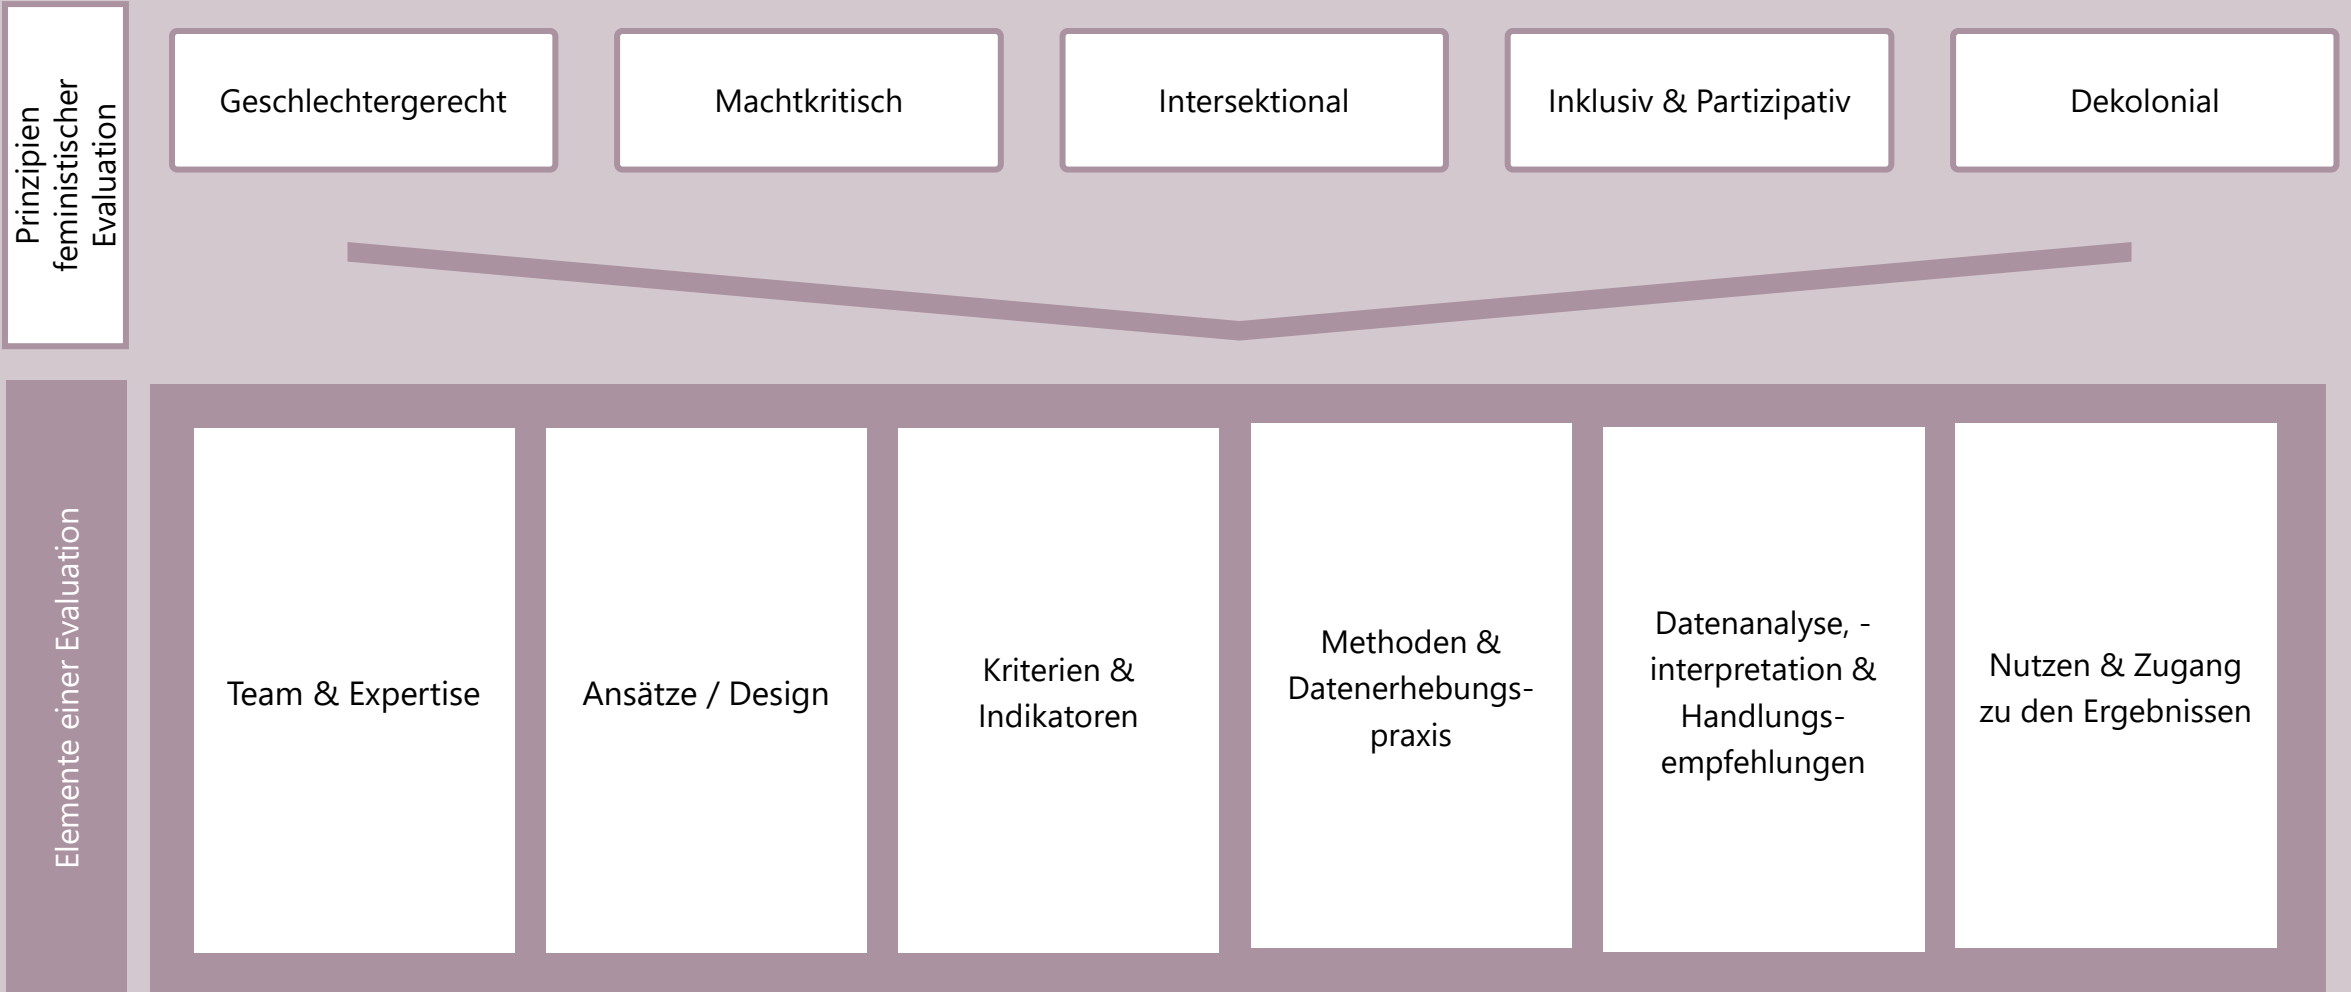 Prinzipien
feministischer
Evaluation
Geschlechtergerecht
Machtkritisch
Intersektional
Inklusiv & Partizipativ
Dekolonial
Elemente einer Evaluation
Team & Expertise
Ansätze / Design
Kriterien &
Indikatoren
Methoden &
Datenerhebungs-
praxis
Datenanalyse, -
interpretation &
Handlungs-
empfehlungen
Nutzen & Zugang
zu den Ergebnissen